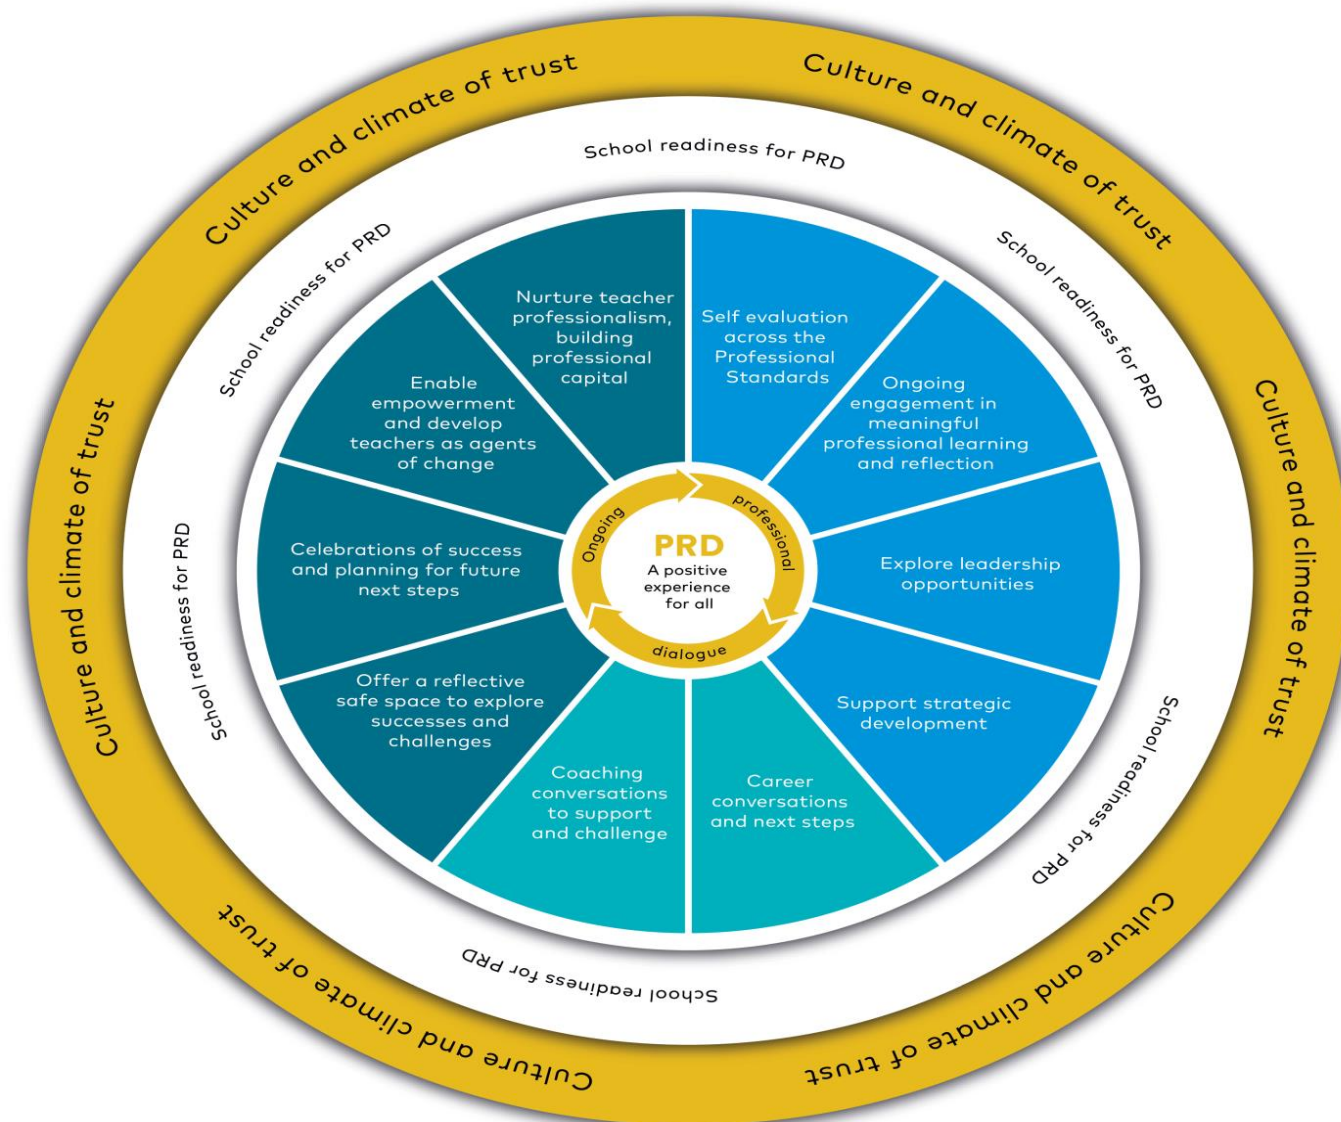 Culture and climate of trust
Culture and climate of trust
Culture and climate of trust
Culture and climate of trust
Culture and climate of trust
Culture and climate of trust
School readiness for PRD
School readiness for PRD
School readiness for PRD
School readiness for PRD
School readiness for PRD
School readiness for PRD
Self evaluation
across the
Professional
Standards
Ongoing
engagement in
meaningful
professional learning
and reflection
Explore leadership
opportunities
Support strategic
development
Career
conversations
and next steps
Coaching
conversations
to support
and challenge
Offer a reflective
safe space to explore
successes and
challenges
Celebrations of success
and planning for future
next steps
Enable
empowerment
and develop
teachers as agents
of change
Nurture teacher
professionalism,
building
professional
capital
Ongoing
professional
dialogue
PRD
A positive
experience
for all